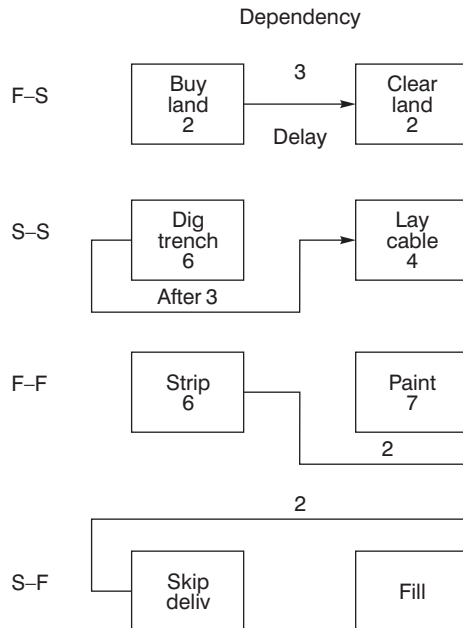 Dependency
F–S
Buy
land
2
3
Delay
Clear
land
2
S–S
Dig
trench
6
After 3
Lay
cable
4
F–F
Strip
6
Paint
7
2
2
S–F
Skip
deliv
Fill